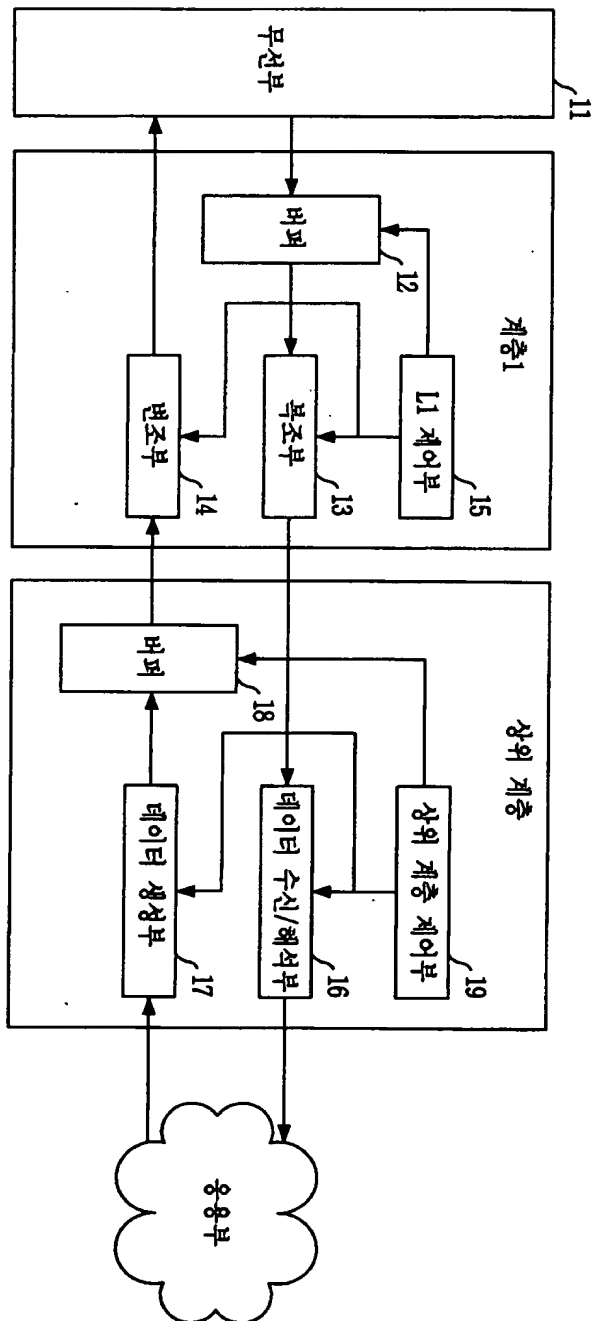 무선부
11
계층1
버퍼
12
L1 제어부
15
복조부
13
변조부
14
상위 계층
버퍼
18
상위 계층 제어부
19
데이터 수신/해석부
16
데이터 생성부
17
응용부